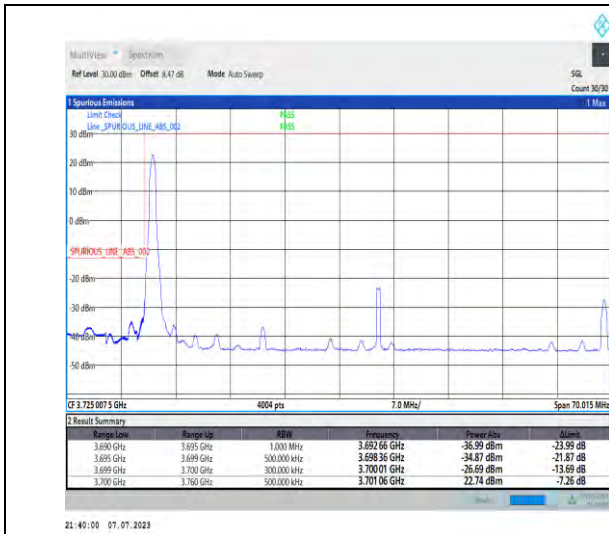 MultiView Spectrum
Ref Level 30.00 dBm Offset 8.47 dB Mode Auto Sweep SGL
Count 30/30
1 Spurious Emissions 1 Max
Limit Check PASS
Line _SPURIOUS_LINE_ABS_002 PASS
30 dBm
20 dBm
10 dBm
0 dBm
_SPURIOUS_LINE_ABS_002
-20 dBm
-30 dBm
-40 dBm
-50 dBm
CF 3.725 007 5 GHz 4004 pts 7.0 MHz/ Span 70.015 MHz
2 Result Summary
Range Low Range Up RBW Frequency Power Abs ΔLimit
3.690 GHz 3.695 GHz 1.000 MHz 3.692 66 GHz -36.99 dBm -23.99 dB
3.695 GHz 3.699 GHz 500.000 kHz 3.698 36 GHz -34.87 dBm -21.87 dB
3.699 GHz 3.700 GHz 300.000 kHz 3.700 01 GHz -26.69 dBm -13.69 dB
3.700 GHz 3.760 GHz 500.000 kHz 3.701 06 GHz 22.74 dBm -7.26 dB
21:40:00 07.07.2023